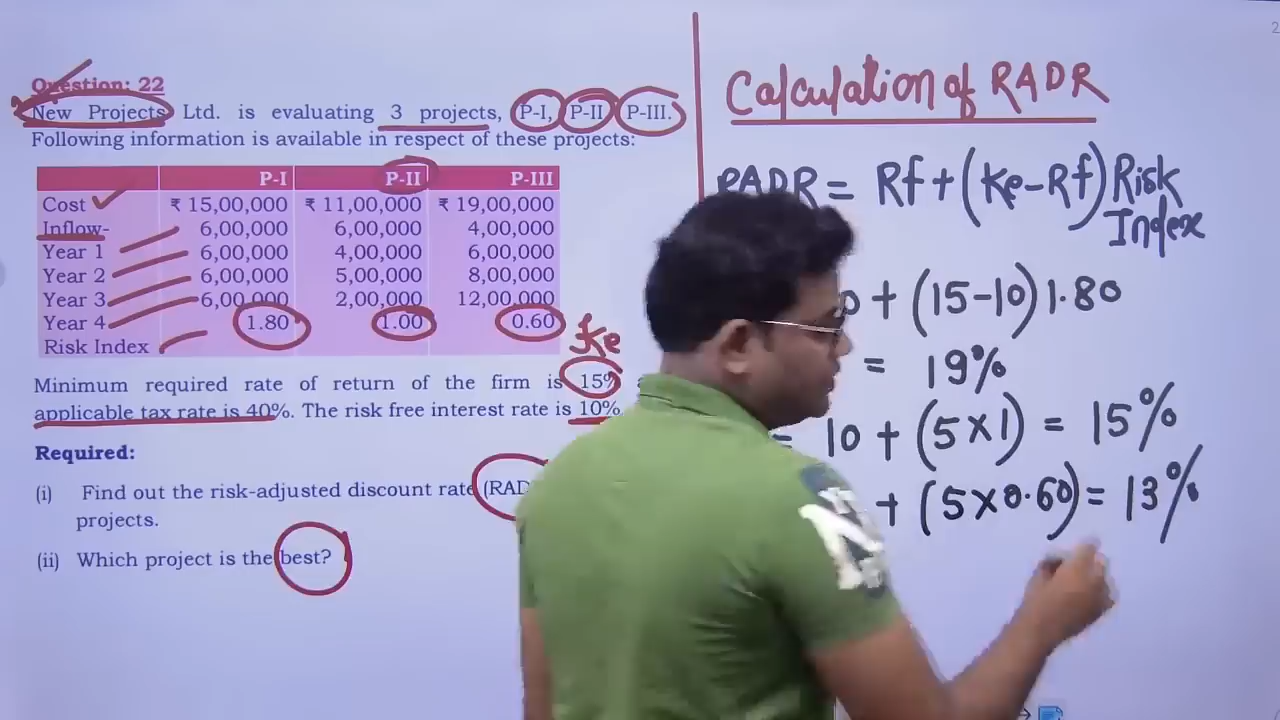 Question: 22
New Projects Ltd. is evaluating 3 projects, P-I, P-II P-III.
Following information is available in respect of these projects:
P-I P-II P-III
Cost ₹ 15,00,000 ₹ 11,00,000 ₹ 19,00,000
Inflow- 6,00,000 6,00,000 4,00,000
Year 1 6,00,000 4,00,000 6,00,000
Year 2 6,00,000 5,00,000 8,00,000
Year 3 6,00,000 2,00,000 12,00,000
Year 4 1.80 1.00 0.60
Risk Index
Ke
Minimum required rate of return of the firm is 15%
applicable tax rate is 40%. The risk free interest rate is 10%
Required:
(i) Find out the risk-adjusted discount rate (RAD
projects.
(ii) Which project is the best?
Calculation of RADR
RADR = Rf + (Ke-Rf) Risk
Index
0 + (15-10) 1.80
= 19%
= 10 + (5×1) = 15%
+ (5×0.60) = 13%
2
N